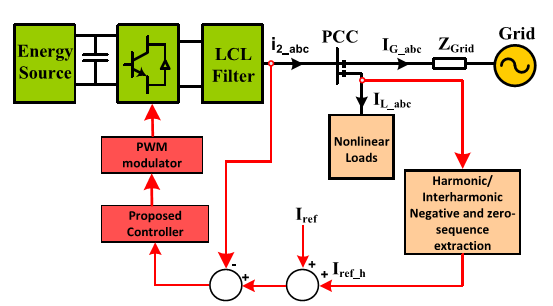 Energy
Source
LCL
Filter
i2_abc
PCC
IG_abc
ZGrid
Grid
IL_abc
Nonlinear
Loads
PWM
modulator
Harmonic/
Interharmonic
Negative and zero-
sequence
extraction
Proposed
Controller
Iref
Iref_h
-
+
+
+